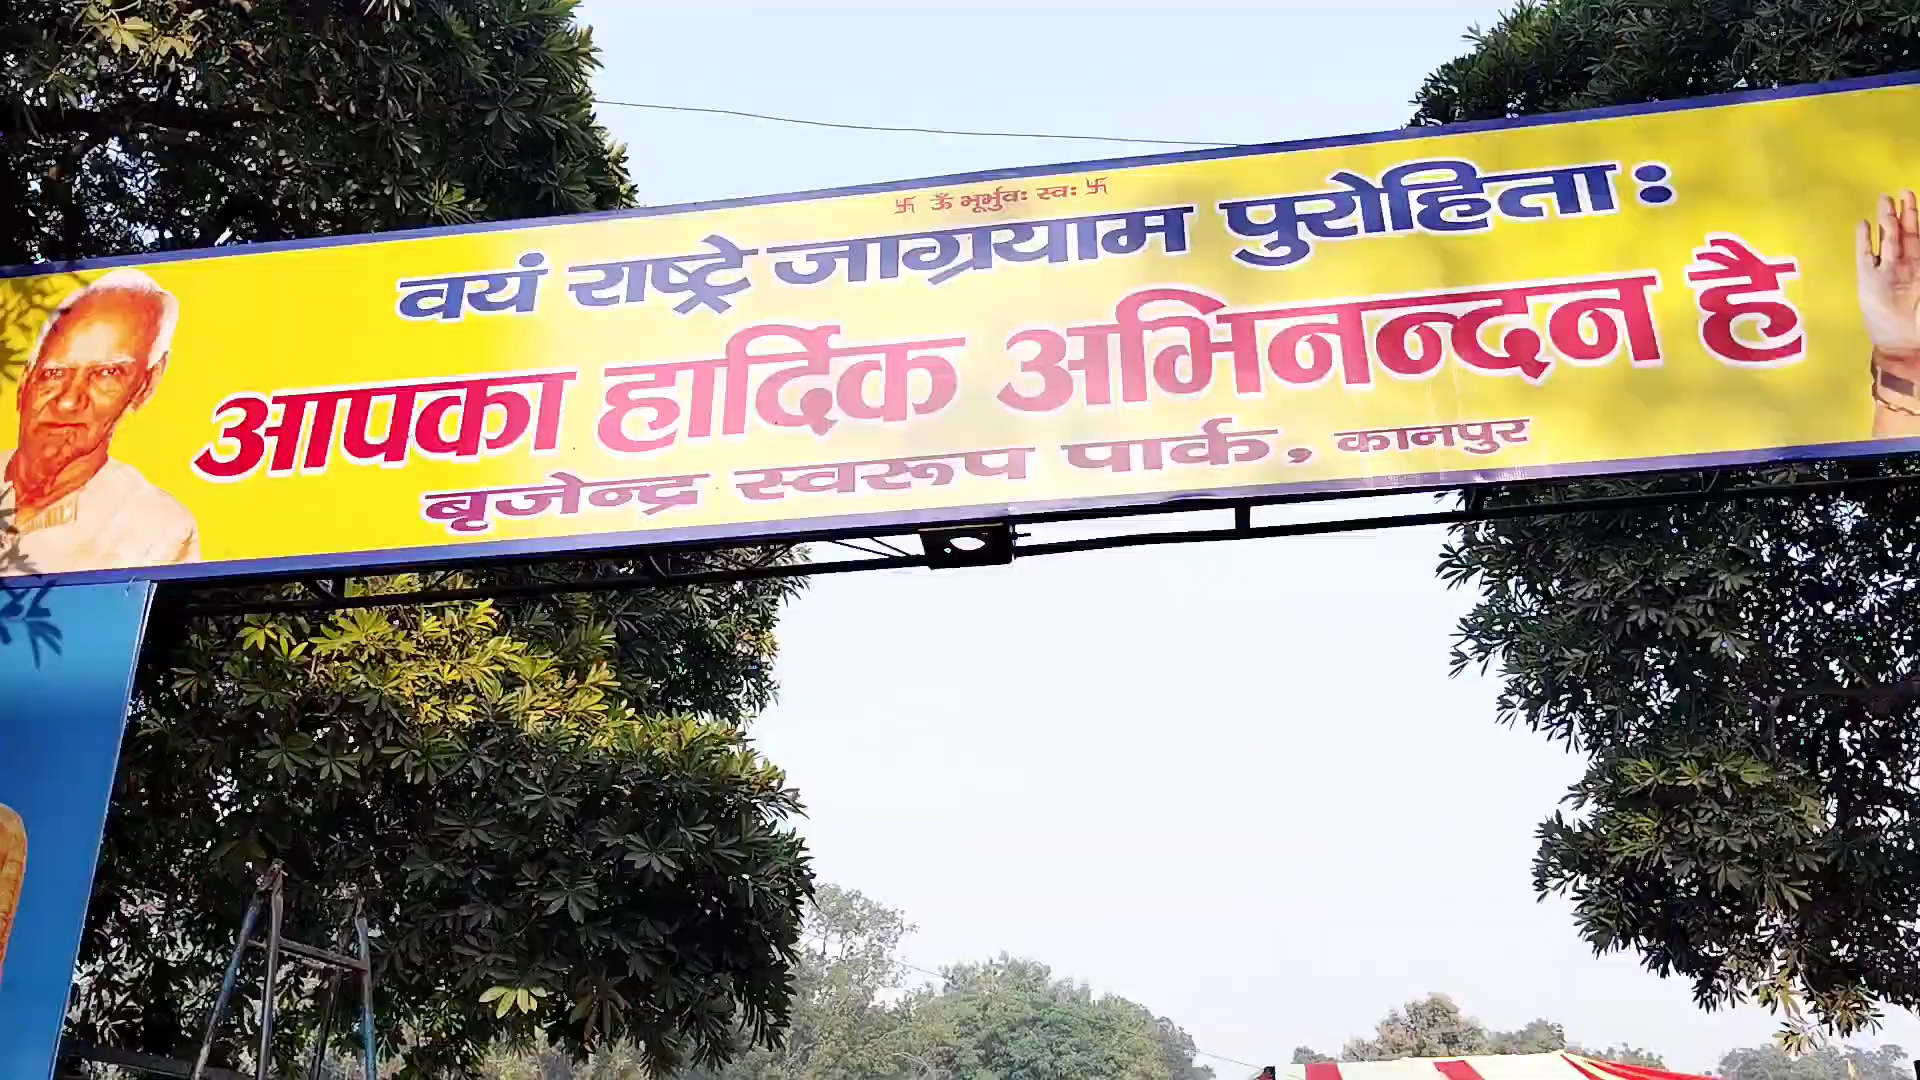 卐 ॐ भूर्भुवः स्वः 卐
वयं राष्ट्रे जाग्रयाम पुरोहिता:
आपका हार्दिक अभिनन्दन है
बृजेन्द्र स्वरूप पार्क, कानपुर